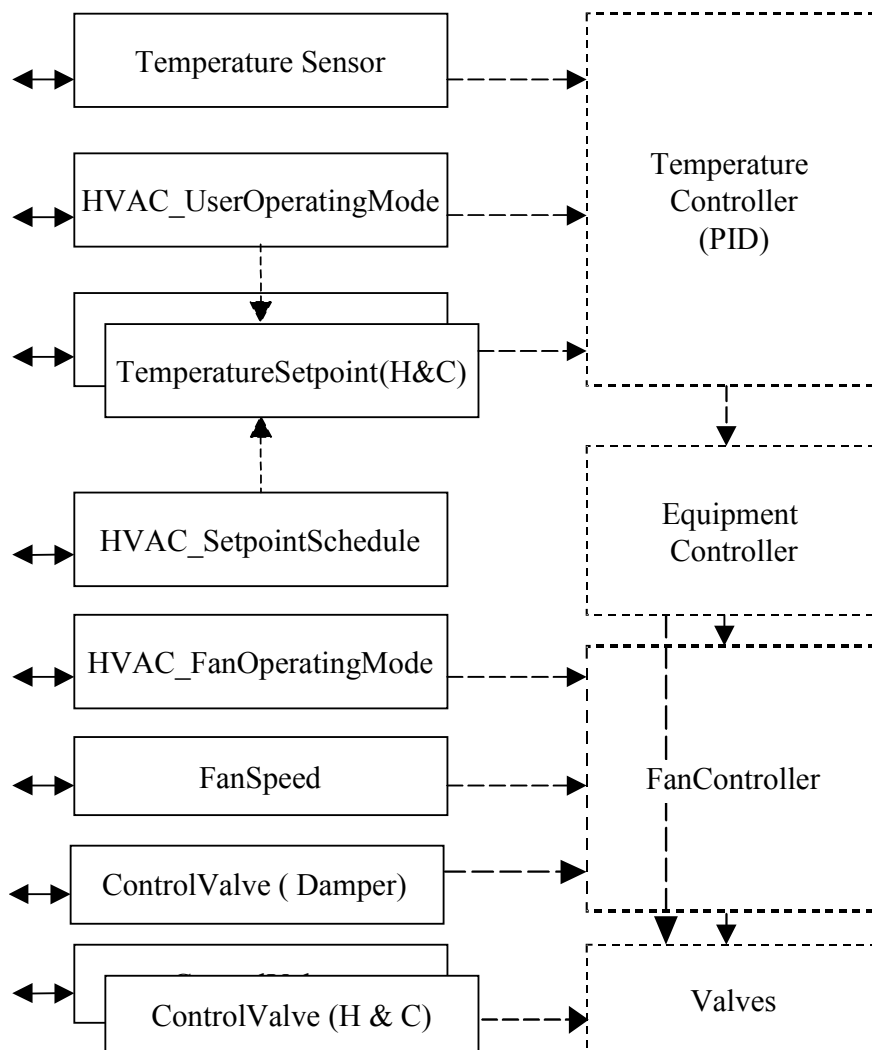 Temperature Sensor
Temperature
Controller
(PID)
HVAC_UserOperatingMode
TemperatureSetpoint(H&C)
HVAC_SetpointSchedule
Equipment
Controller
HVAC_FanOperatingMode
FanSpeed
FanController
ControlValve ( Damper)
ControlValve (H & C)
Valves